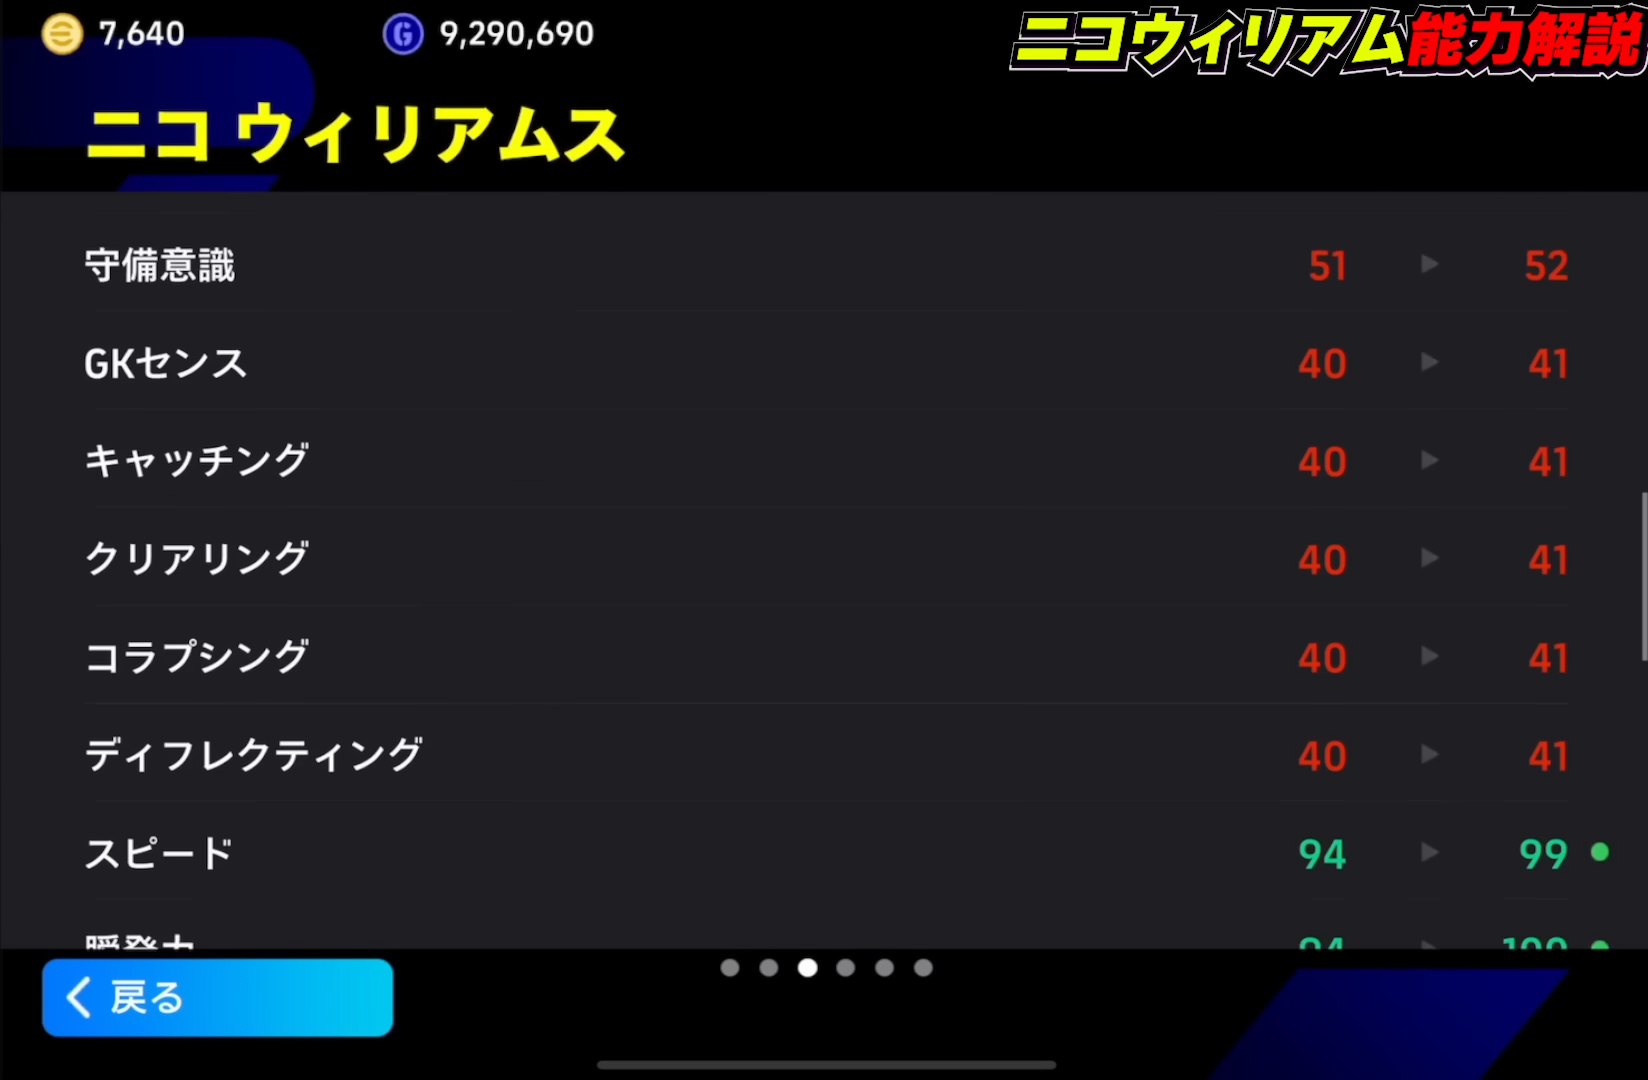 7,640 9,290,690
ニコウィリアム能力解説
ニコ ウィリアムス
守備意識 51 ▶ 52
GKセンス 40 ▶ 41
キャッチング 40 ▶ 41
クリアリング 40 ▶ 41
コラプシング 40 ▶ 41
ディフレクティング 40 ▶ 41
スピード 94 ▶ 99
瞬発力 94 ▶
戻る